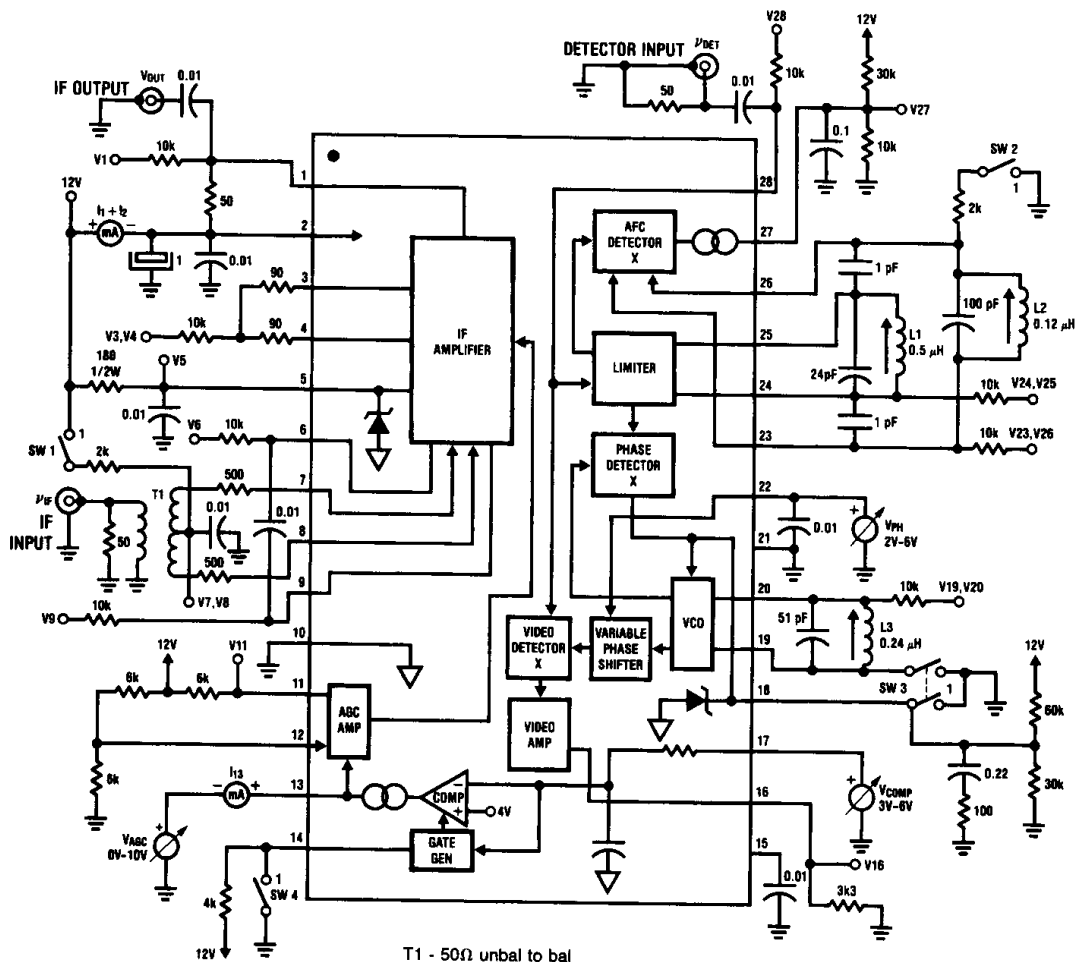 IF OUTPUT
VOUT
0.01
V1
10k
50
12V
I1 + I2
+ mA −
1
0.01
90
V3, V4
10k
90
180
1/2W
V5
0.01
V6
10k
SW 1
1
2k
νIF
IF
INPUT
50
T1
500
0.01
500
0.01
V7, V8
V9
10k
12V
V11
6k
6k
6k
I13
− mA +
VAGC
0V-10V
+
4k
1
SW 4
12V
1
2
3
4
5
6
7
8
9
10
11
12
13
14
IF
AMPLIFIER
AGC
AMP
COMP
−
+
4V
GATE
GEN
AFC
DETECTOR
X
LIMITER
PHASE
DETECTOR
X
VCO
VARIABLE
PHASE
SHIFTER
VIDEO
DETECTOR
X
VIDEO
AMP
28
27
26
25
24
23
22
21
20
19
18
17
16
15
DETECTOR INPUT
νDET
50
0.01
V28
10k
12V
30k
V27
0.1
10k
SW 2
1
2k
1 pF
100 pF
L2
0.12 μH
L1
0.5 μH
24pF
10k
V24, V25
1 pF
10k
V23, V26
0.01
+
VPH
2V-6V
10k
V19, V20
51 pF
L3
0.24 μH
SW 3
1
12V
60k
30k
0.22
100
+
VCOMP
3V-6V
V16
0.01
3k3
T1 - 50Ω unbal to bal